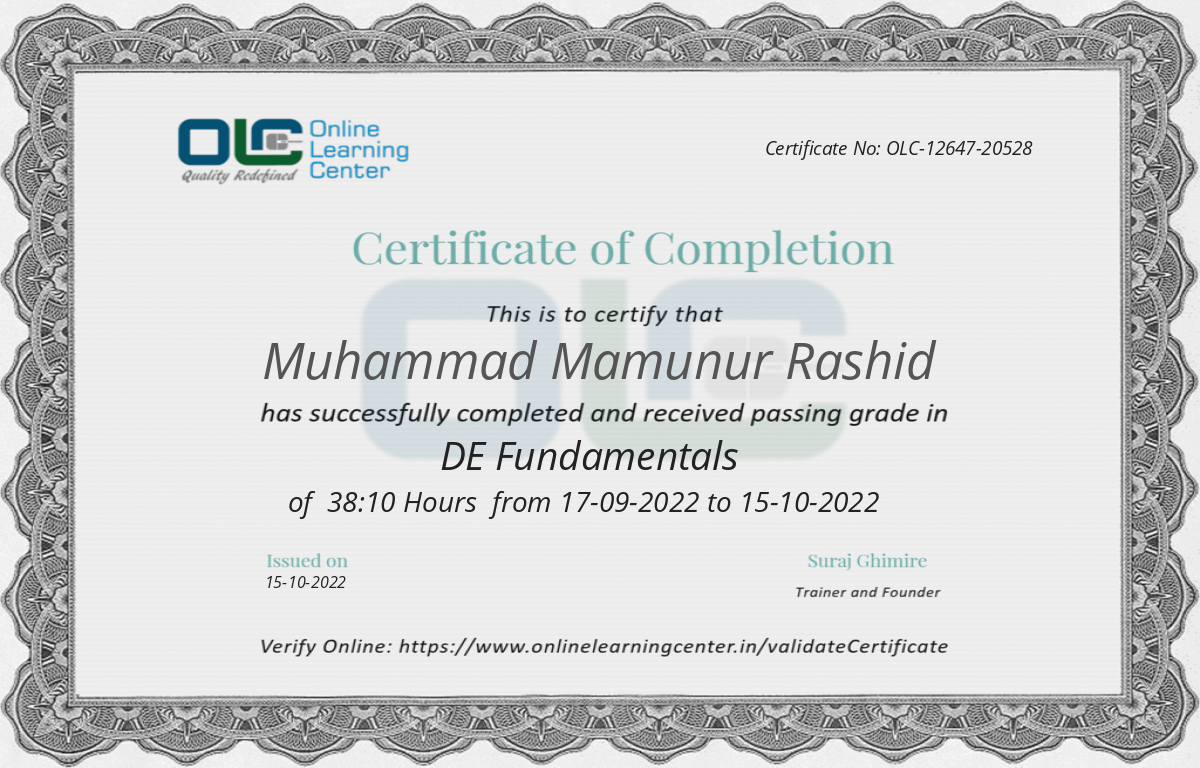 OLC Online
Learning
Center
Quality Redefined
Certificate No: OLC-12647-20528
Certificate of Completion
This is to certify that
Muhammad Mamunur Rashid
has successfully completed and received passing grade in
DE Fundamentals
of 38:10 Hours from 17-09-2022 to 15-10-2022
Issued on
15-10-2022
Suraj Ghimire
Trainer and Founder
Verify Online: https://www.onlinelearningcenter.in/validateCertificate